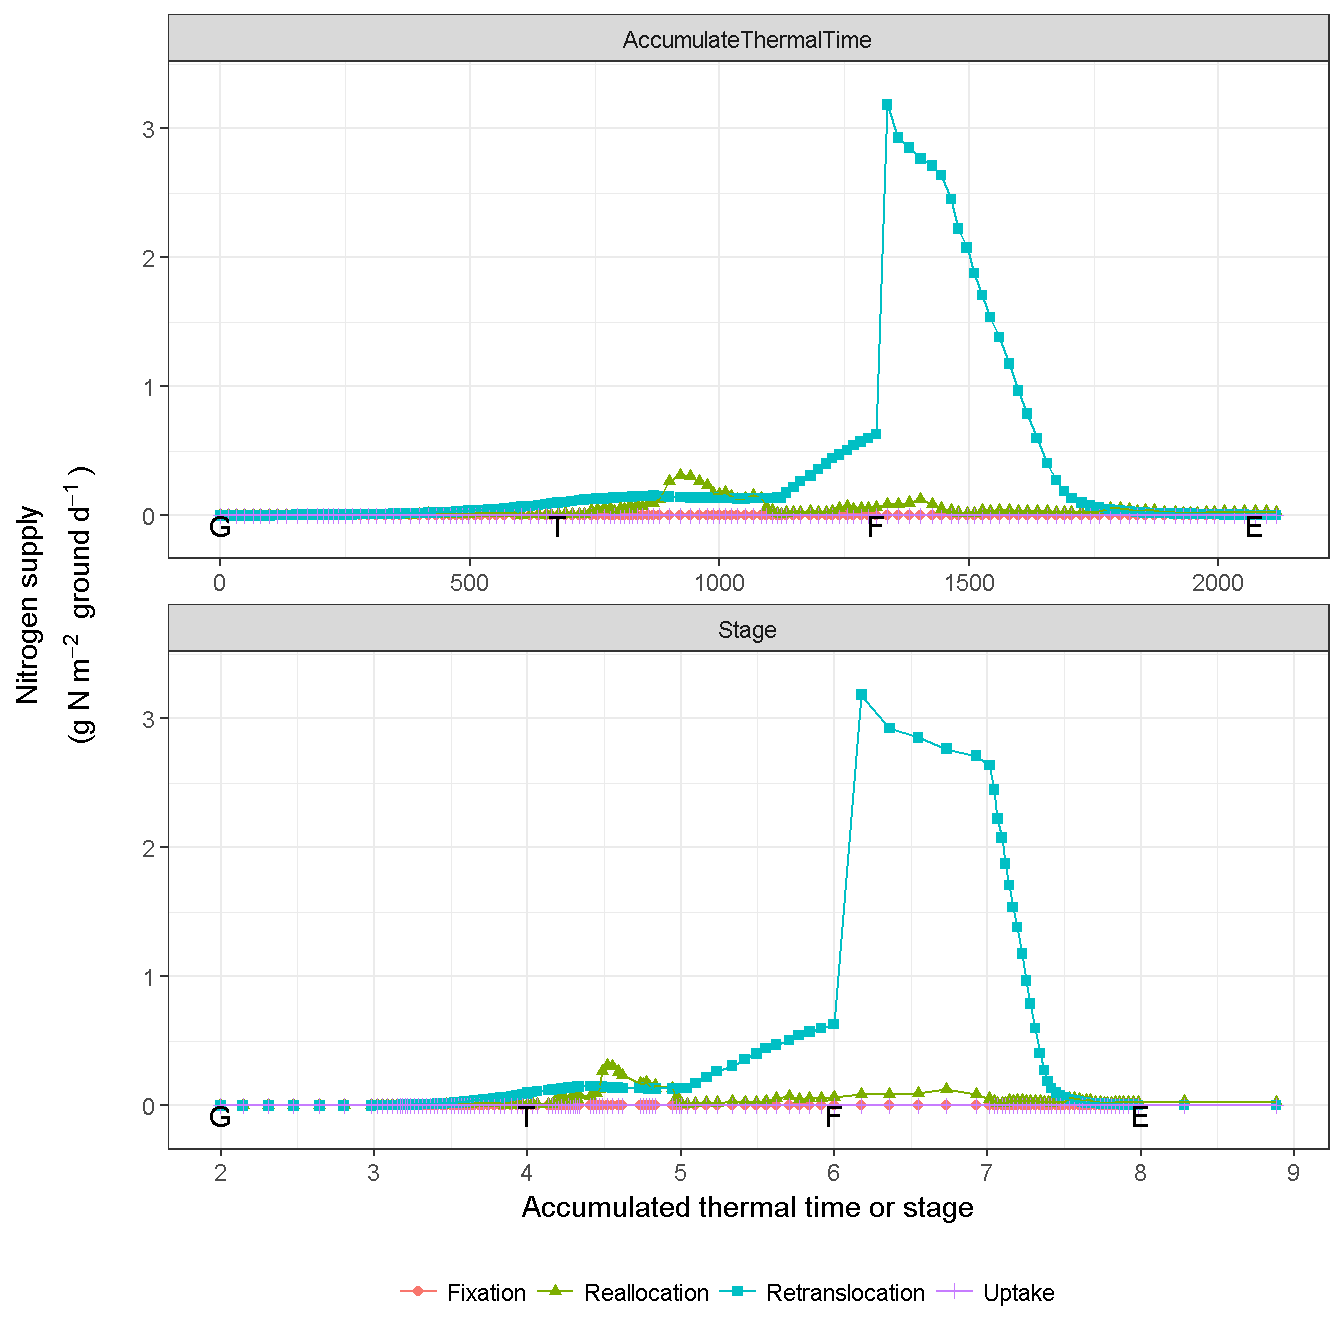 AccumulateThermalTime
3
2
1
0
G T F E
0 500 1000 1500 2000
Stage
3
2
1
0
G T F E
2 3 4 5 6 7 8 9
Nitrogen supply
(g N m⁻² ground d⁻¹)
Accumulated thermal time or stage
Fixation Reallocation Retranslocation Uptake